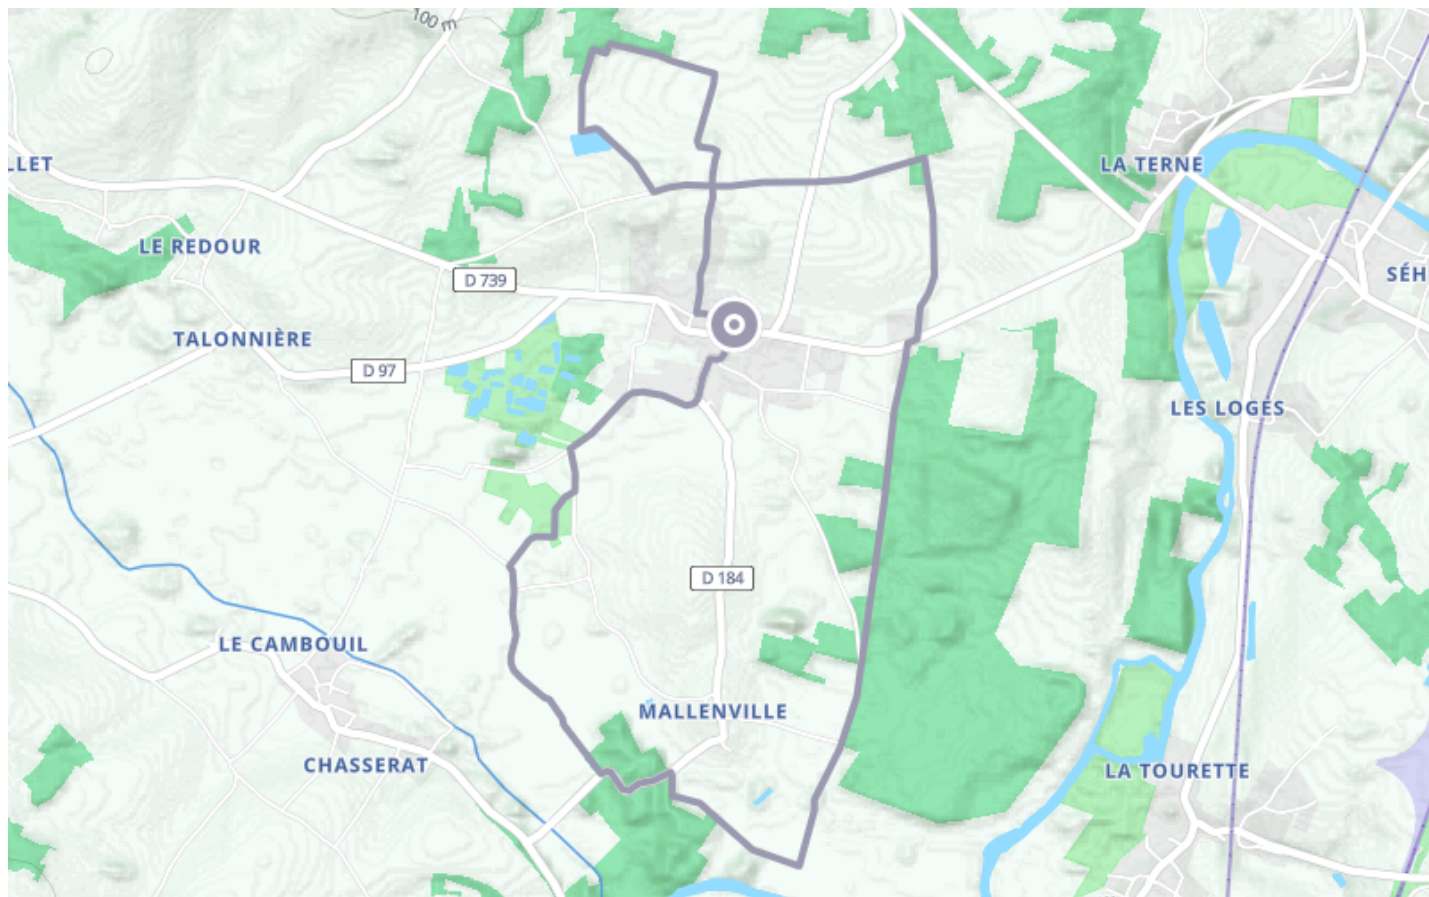 100 m
LLET
LA TERNE
LE REDOUR
SÉH
D 739
TALONNIÈRE
D 97
LES LOGES
D 184
LE CAMBOUIL
MALLENVILLE
CHASSERAT
LA TOURETTE